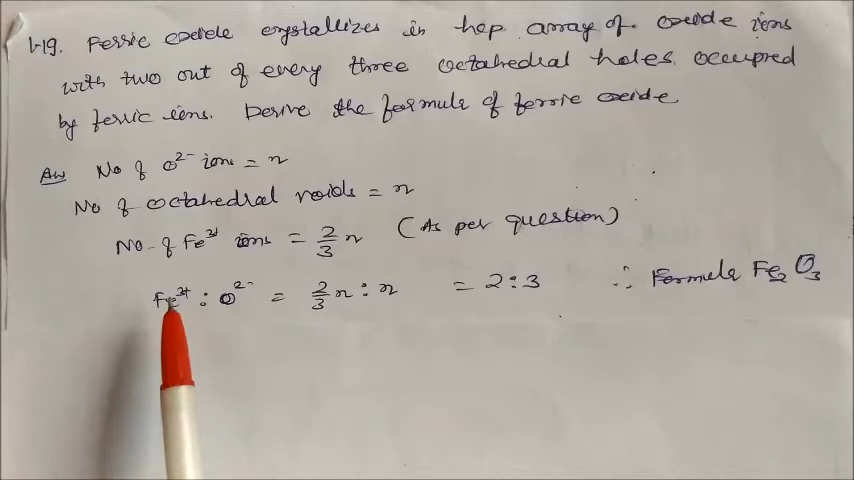 1.19. Ferric oxide crystallizes in hcp array of oxide ions
with two out of every three octahedral holes occupied
by ferric ions. Derive the formula of ferric oxide
Ans No of O²⁻ ions = n
No of octahedral voids = n
No of Fe³⁺ ions = 2/3 n (As per question)
Fe³⁺ : O²⁻ = 2/3 n : n = 2:3 ∴ Formula Fe₂O₃